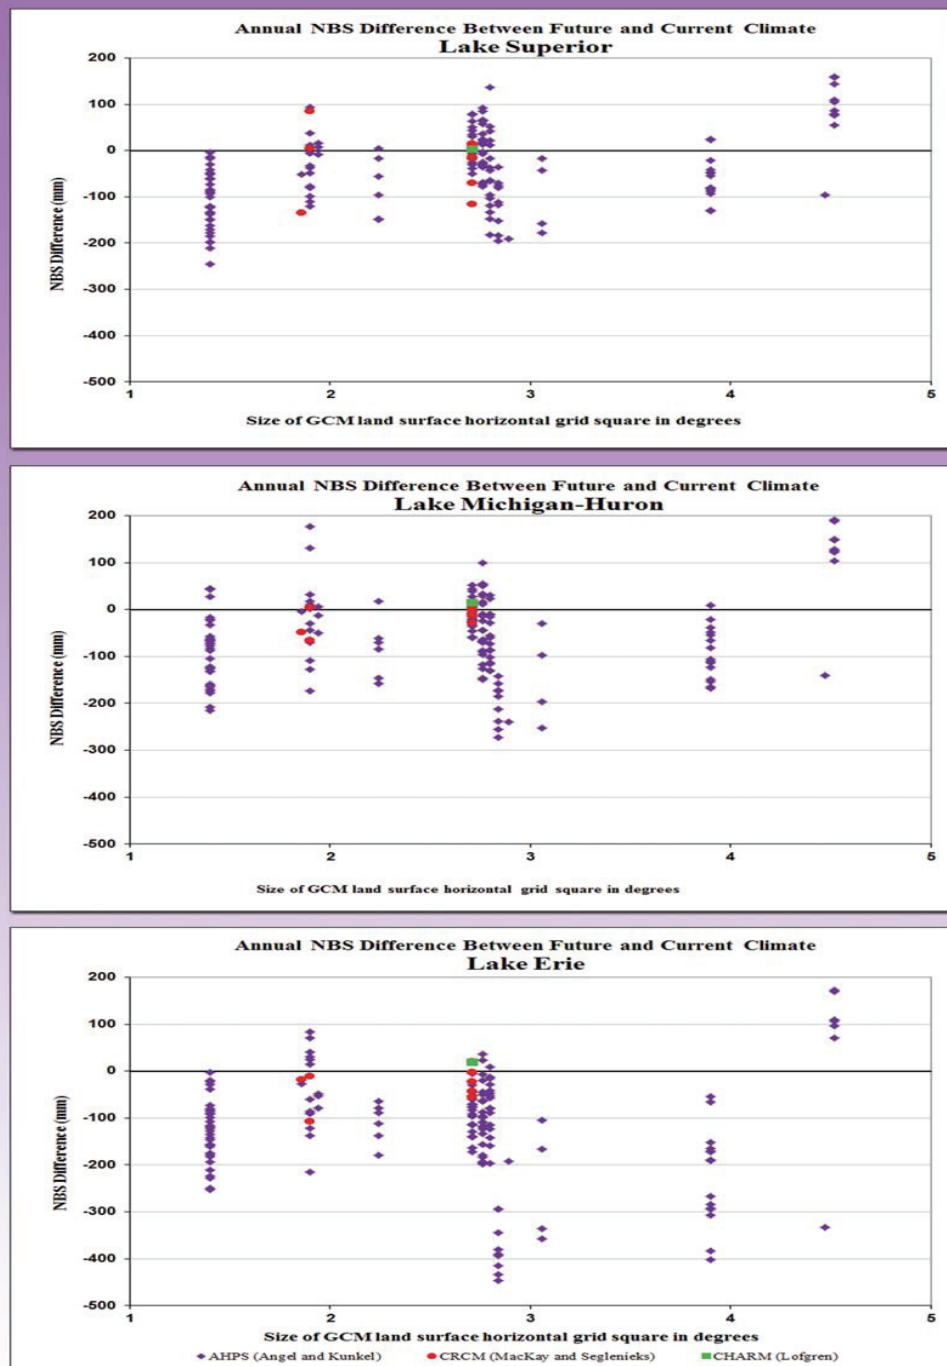 Annual NBS Difference Between Future and Current Climate
Lake Superior
200
100
0
-100
-200
-300
-400
-500
NBS Difference (mm)
1 2 3 4 5
Size of GCM land surface horizontal grid square in degrees
Annual NBS Difference Between Future and Current Climate
Lake Michigan-Huron
200
100
0
-100
-200
-300
-400
-500
NBS Difference (mm)
1 2 3 4 5
Size of GCM land surface horizontal grid square in degrees
Annual NBS Difference Between Future and Current Climate
Lake Erie
200
100
0
-100
-200
-300
-400
-500
NBS Difference (mm)
1 2 3 4 5
Size of GCM land surface horizontal grid square in degrees
AHPS (Angel and Kunkel) CRCM (MacKay and Seglenieks) CHARM (Lofgren)